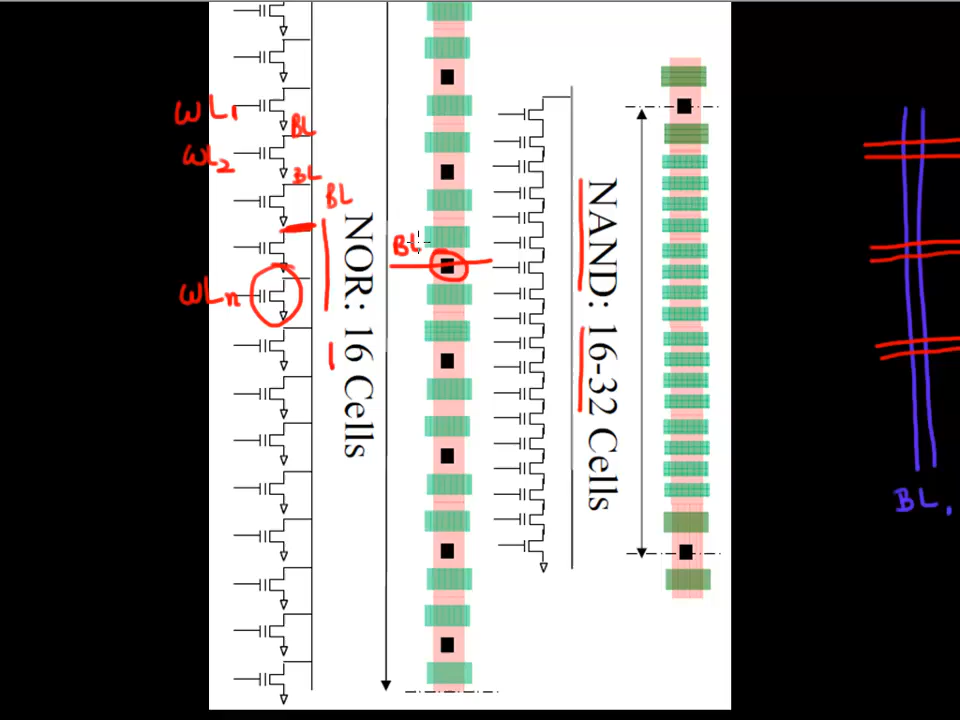 WL1
BL
WL2
BL
BL
BL
WLn
NOR: 16 Cells
NAND: 16-32 Cells
BL,